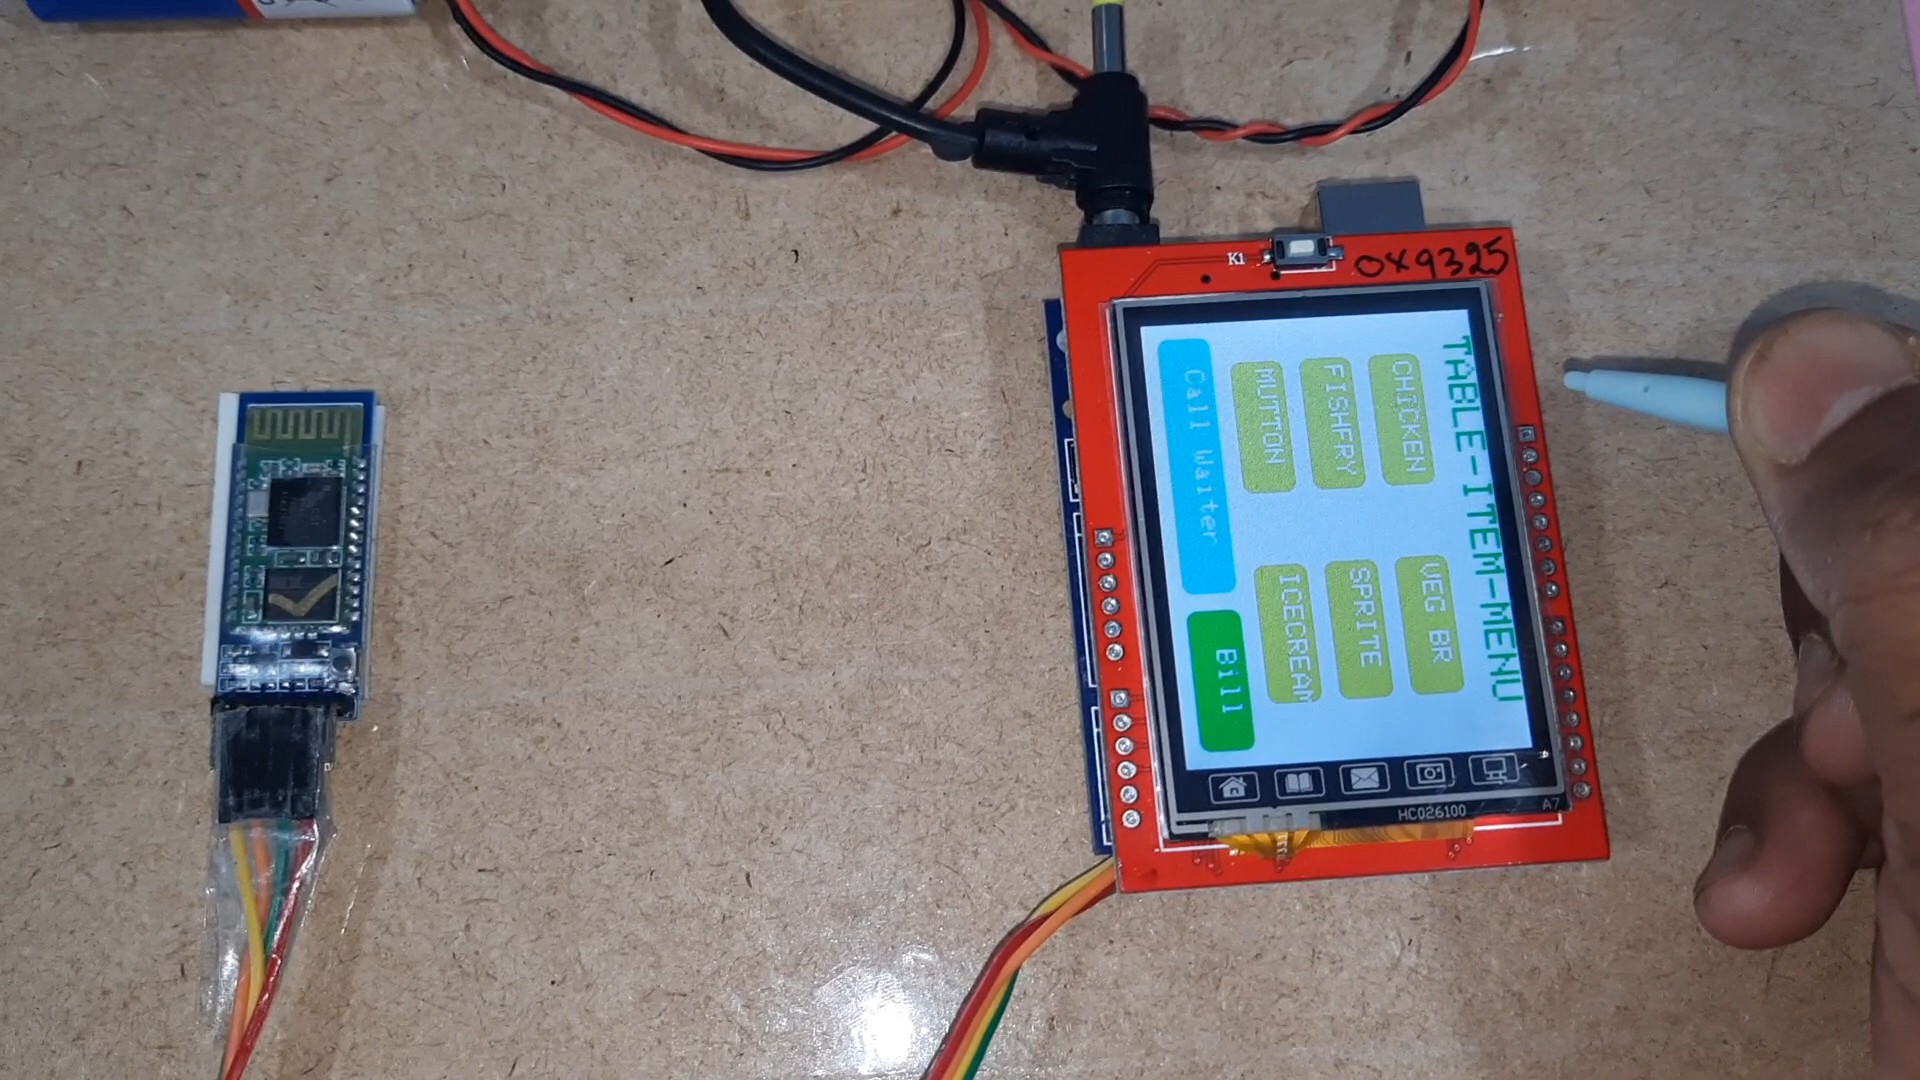 K1
0X9325
TABLE-ITEM-MENU
CHICKEN
VEG BR
FISHFRY
SPRITE
MUTTON
ICECREAM
Call Waiter
Bill
HC026100
A7